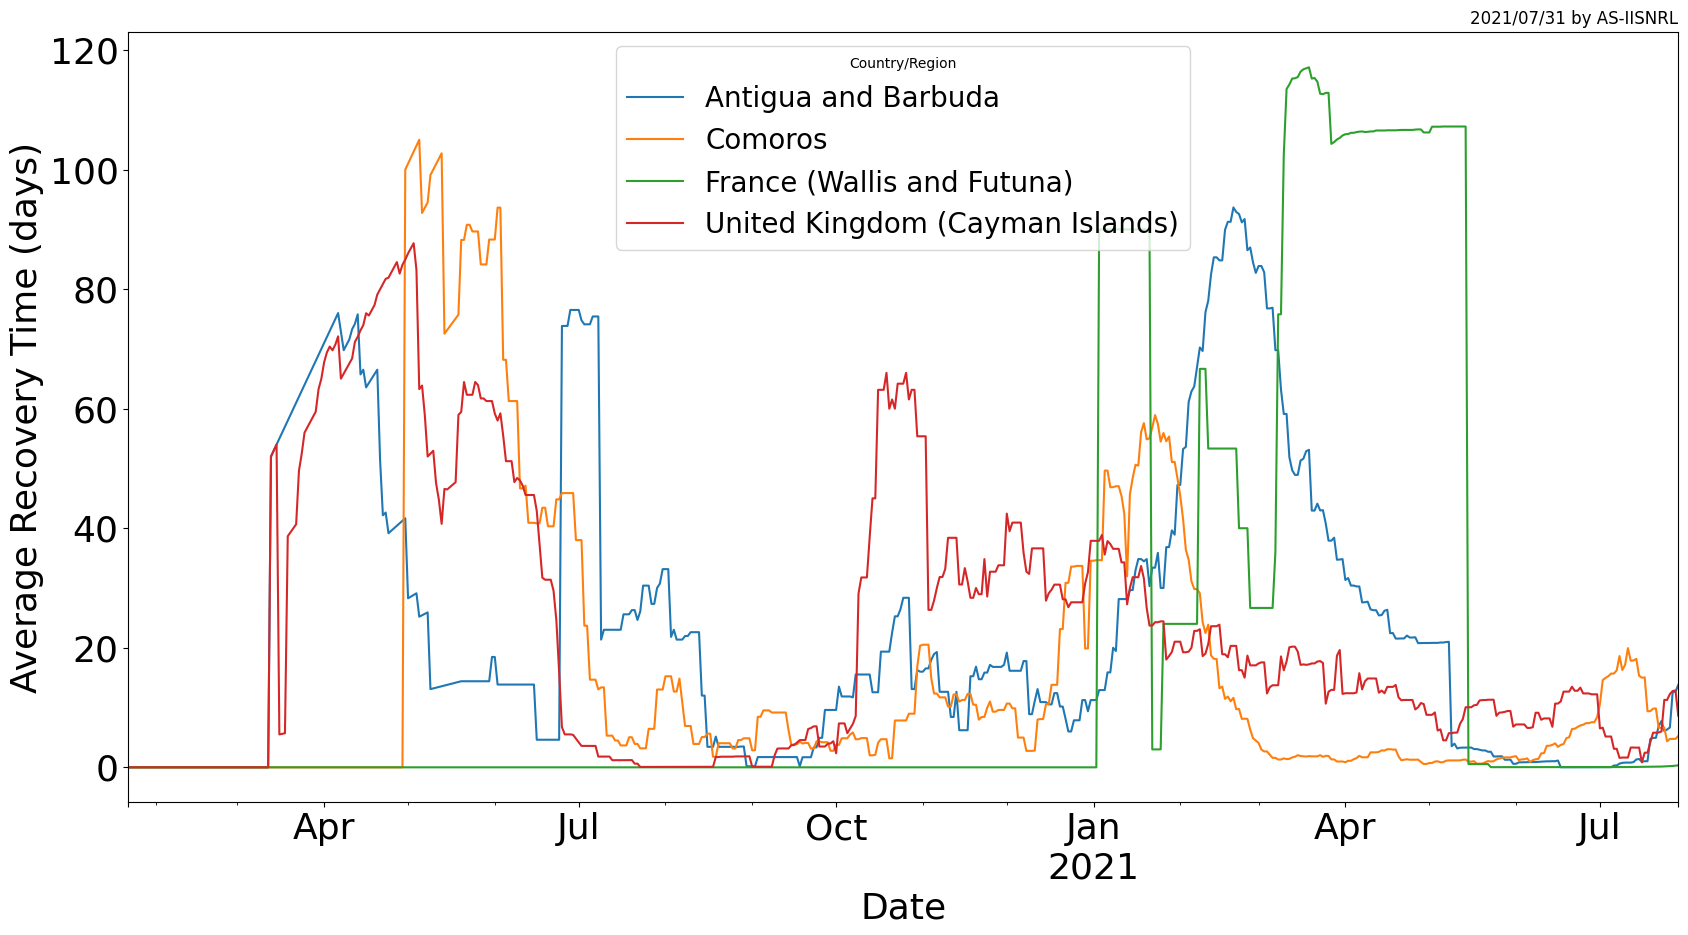 2021/07/31 by AS-IISNRL
Country/Region
Antigua and Barbuda
Comoros
France (Wallis and Futuna)
United Kingdom (Cayman Islands)
120
100
80
60
40
20
0
Average Recovery Time (days)
Apr Jul Oct Jan Apr Jul
2021
Date